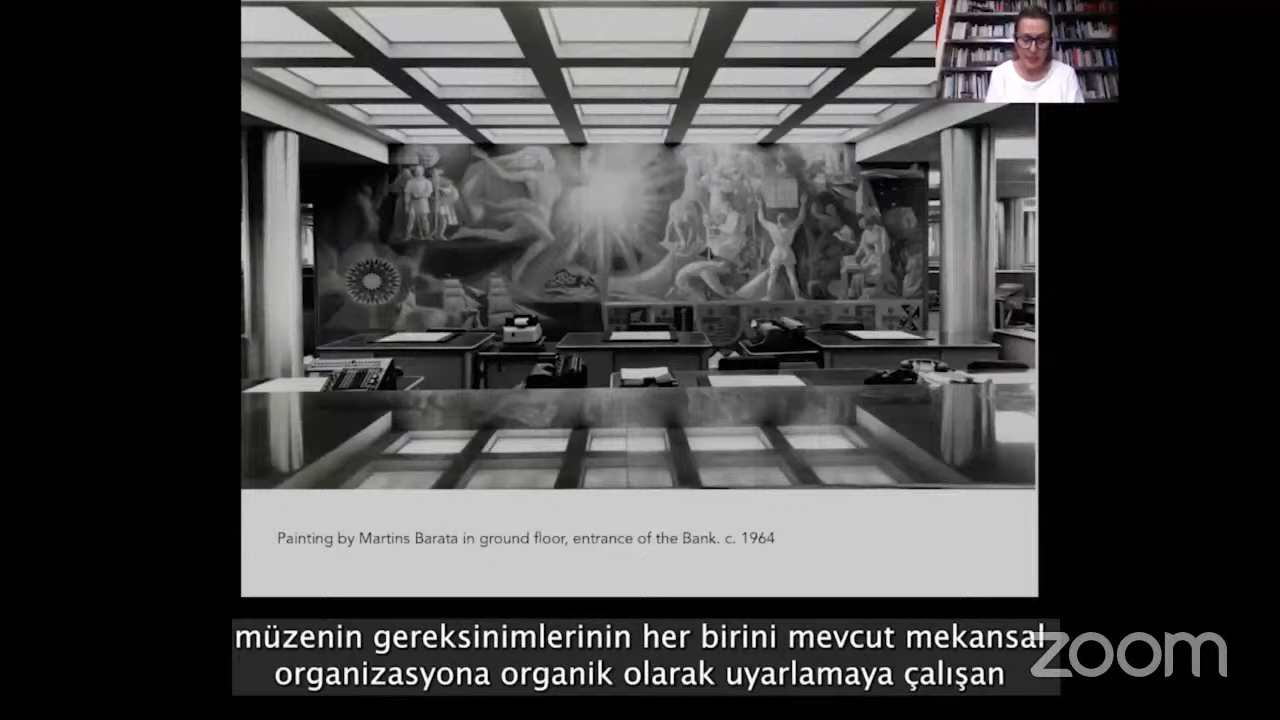 Painting by Martins Barata in ground floor, entrance of the Bank. c. 1964
müzenin gereksinimlerinin her birini mevcut mekansal
organizasyona organik olarak uyarlamaya çalışan
zoom